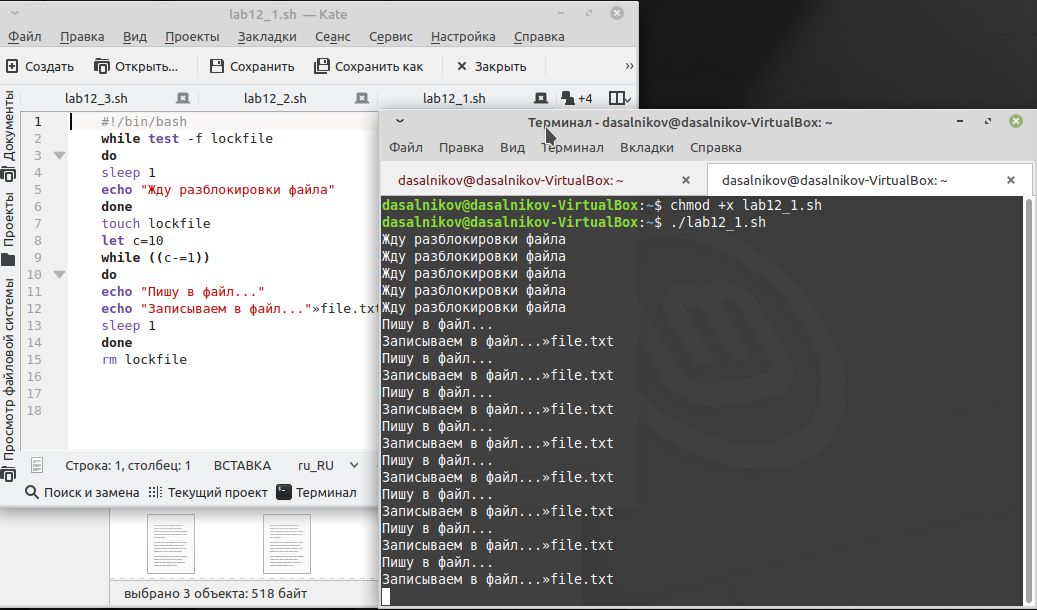 lab12_1.sh — Kate
Файл Правка Вид Проекты Закладки Сеанс Сервис Настройка Справка
Создать Открыть... Сохранить Сохранить как Закрыть »
lab12_3.sh lab12_2.sh lab12_1.sh +4
Документы
Проекты
Просмотр файловой системы
1 #!/bin/bash
2 while test -f lockfile
3 do
4 sleep 1
5 echo "Жду разблокировки файла"
6 done
7 touch lockfile
8 let c=10
9 while ((c-=1))
10 do
11 echo "Пишу в файл..."
12 echo "Записываем в файл..."»file.txt
13 sleep 1
14 done
15 rm lockfile
16
17
18
Строка: 1, столбец: 1 ВСТАВКА ru_RU
Поиск и замена Текущий проект Терминал
выбрано 3 объекта: 518 байт
Терминал - dasalnikov@dasalnikov-VirtualBox: ~
Файл Правка Вид Терминал Вкладки Справка
dasalnikov@dasalnikov-VirtualBox: ~ dasalnikov@dasalnikov-VirtualBox: ~
dasalnikov@dasalnikov-VirtualBox:~$ chmod +x lab12_1.sh
dasalnikov@dasalnikov-VirtualBox:~$ ./lab12_1.sh
Жду разблокировки файла
Жду разблокировки файла
Жду разблокировки файла
Жду разблокировки файла
Жду разблокировки файла
Пишу в файл...
Записываем в файл...»file.txt
Пишу в файл...
Записываем в файл...»file.txt
Пишу в файл...
Записываем в файл...»file.txt
Пишу в файл...
Записываем в файл...»file.txt
Пишу в файл...
Записываем в файл...»file.txt
Пишу в файл...
Записываем в файл...»file.txt
Пишу в файл...
Записываем в файл...»file.txt
Пишу в файл...
Записываем в файл...»file.txt